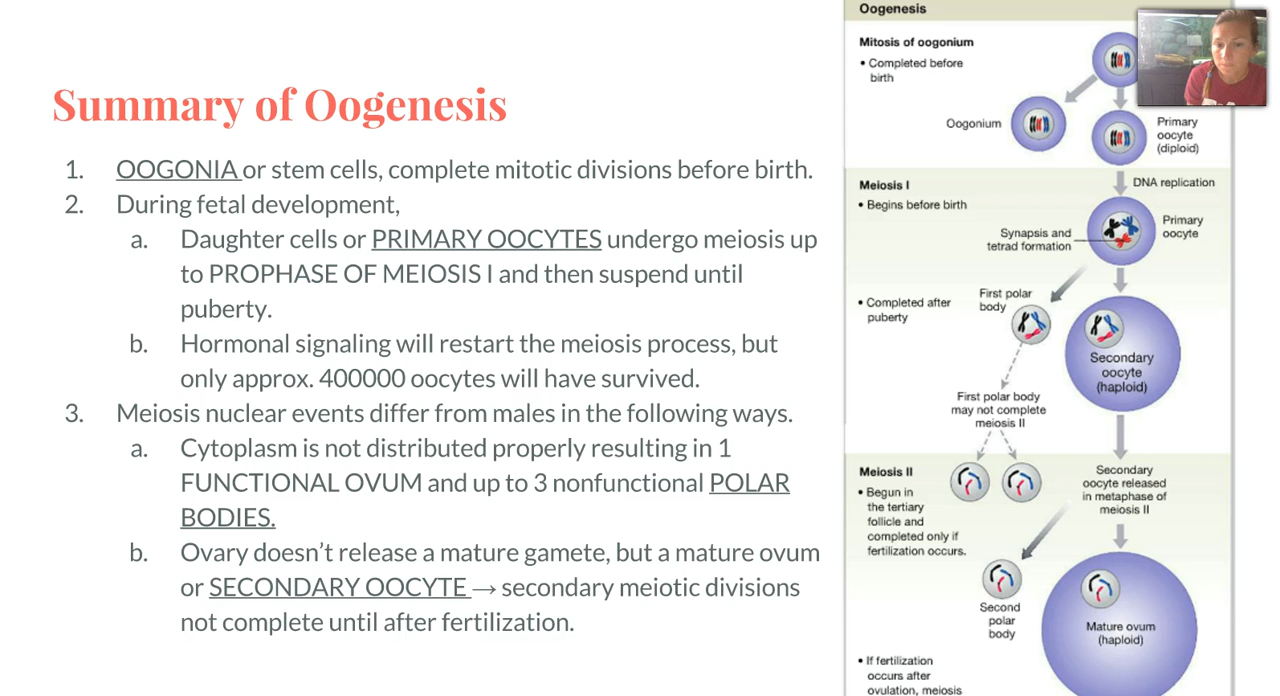 Summary of Oogenesis
1. OOGONIA or stem cells, complete mitotic divisions before birth.
2. During fetal development,
a. Daughter cells or PRIMARY OOCYTES undergo meiosis up
to PROPHASE OF MEIOSIS I and then suspend until
puberty.
b. Hormonal signaling will restart the meiosis process, but
only approx. 400000 oocytes will have survived.
3. Meiosis nuclear events differ from males in the following ways.
a. Cytoplasm is not distributed properly resulting in 1
FUNCTIONAL OVUM and up to 3 nonfunctional POLAR
BODIES.
b. Ovary doesn’t release a mature gamete, but a mature ovum
or SECONDARY OOCYTE → secondary meiotic divisions
not complete until after fertilization.
Oogenesis
Mitosis of oogonium
• Completed before
birth
Oogonium
Primary
oocyte
(diploid)
Meiosis I
• Begins before birth
DNA replication
Synapsis and
tetrad formation
Primary
oocyte
• Completed after
puberty
First polar
body
Secondary
oocyte
(haploid)
First polar body
may not complete
meiosis II
Meiosis II
• Begun in
the tertiary
follicle and
completed only if
fertilization occurs.
Secondary
oocyte released
in metaphase of
meiosis II
Second
polar
body
Mature ovum
(haploid)
• If fertilization
occurs after
ovulation, meiosis